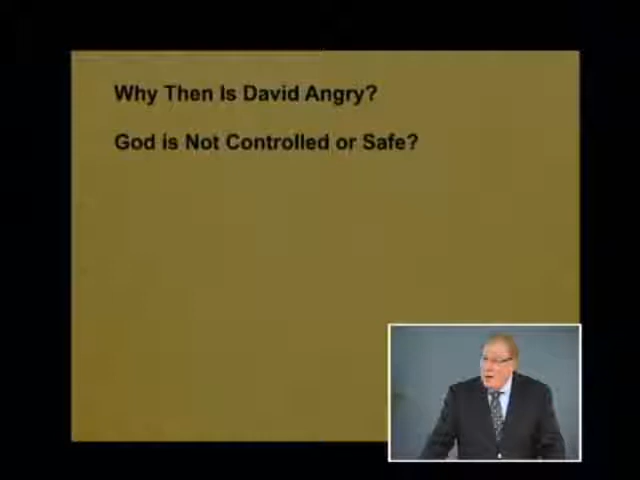 Why Then Is David Angry?
God is Not Controlled or Safe?